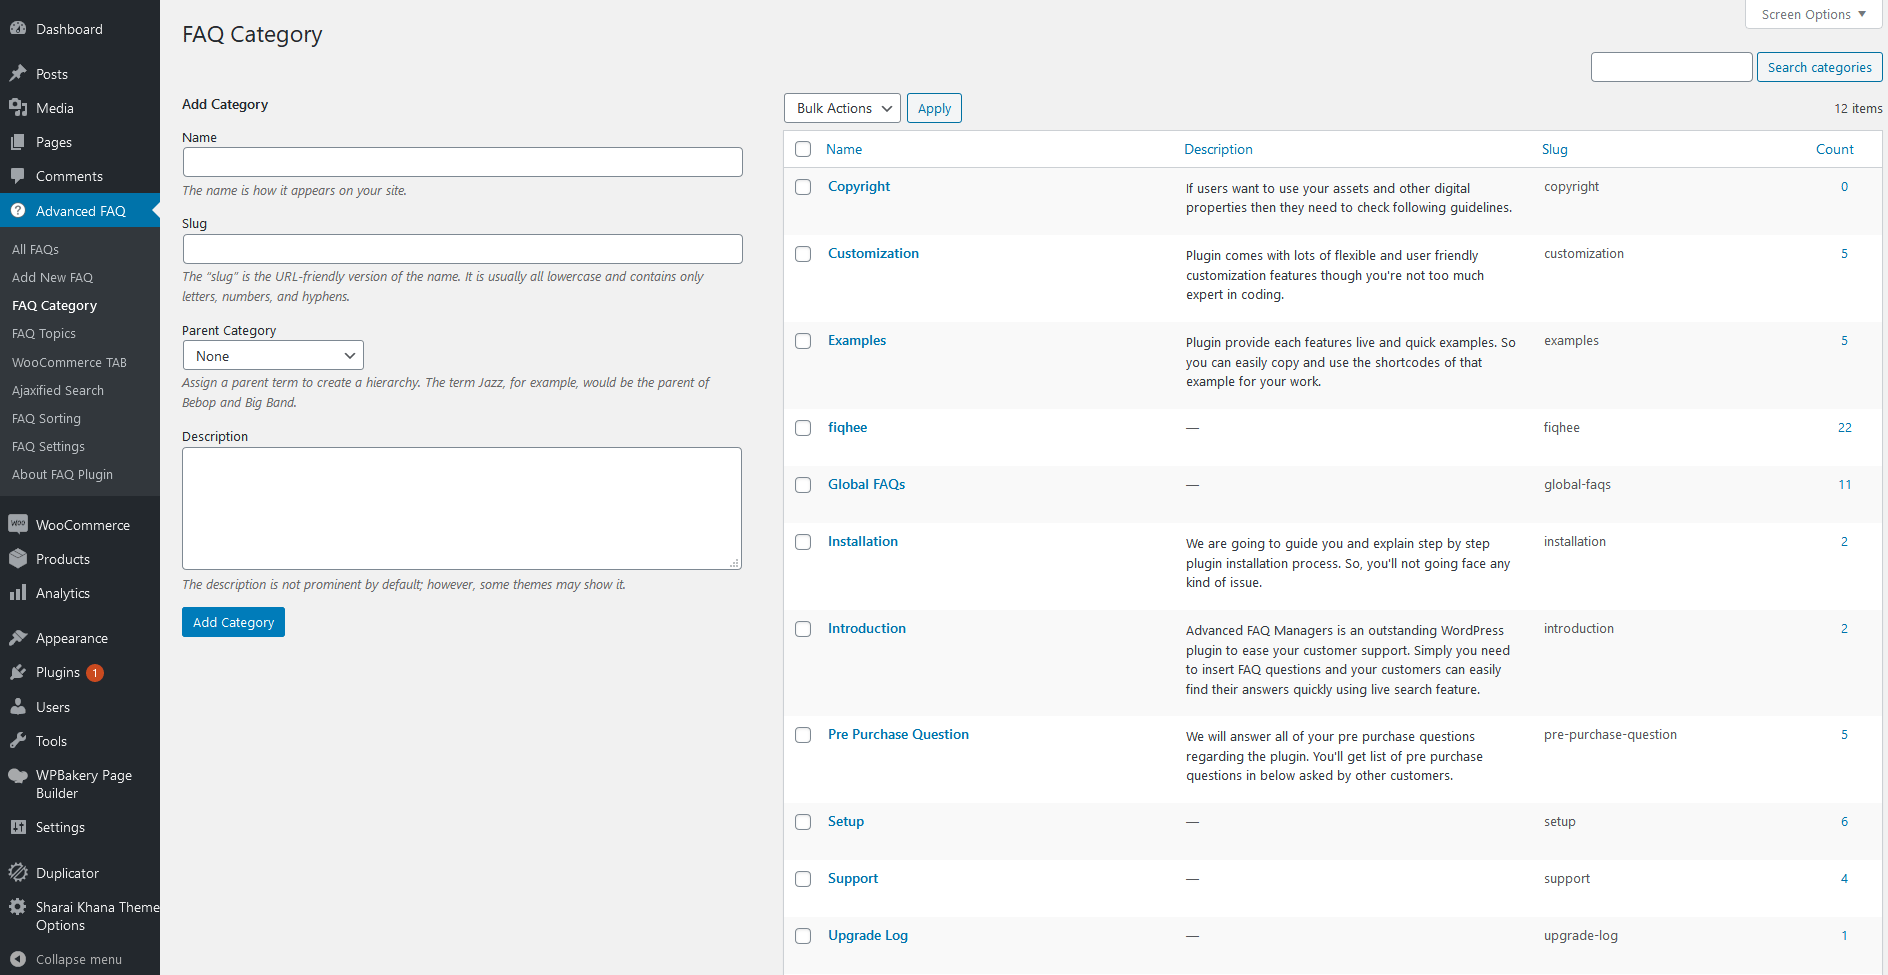 Dashboard
Posts
Media
Pages
Comments
Advanced FAQ
All FAQs
Add New FAQ
FAQ Category
FAQ Topics
WooCommerce TAB
Ajaxified Search
FAQ Sorting
FAQ Settings
About FAQ Plugin
WOO WooCommerce
Products
Analytics
Appearance
Plugins 1
Users
Tools
WPBakery Page
Builder
Settings
Duplicator
Sharai Khana Theme
Options
Collapse menu
Screen Options
FAQ Category
Search categories
Add Category
Name
The name is how it appears on your site.
Slug
The “slug” is the URL-friendly version of the name. It is usually all lowercase and contains only
letters, numbers, and hyphens.
Parent Category
None
Assign a parent term to create a hierarchy. The term Jazz, for example, would be the parent of
Bebop and Big Band.
Description
The description is not prominent by default; however, some themes may show it.
Add Category
Bulk Actions Apply 12 items
Name Description Slug Count
Copyright If users want to use your assets and other digital copyright 0
properties then they need to check following guidelines.
Customization Plugin comes with lots of flexible and user friendly customization 5
customization features though you're not too much
expert in coding.
Examples Plugin provide each features live and quick examples. So examples 5
you can easily copy and use the shortcodes of that
example for your work.
fiqhee — fiqhee 22
Global FAQs — global-faqs 11
Installation We are going to guide you and explain step by step installation 2
plugin installation process. So, you'll not going face any
kind of issue.
Introduction Advanced FAQ Managers is an outstanding WordPress introduction 2
plugin to ease your customer support. Simply you need
to insert FAQ questions and your customers can easily
find their answers quickly using live search feature.
Pre Purchase Question We will answer all of your pre purchase questions pre-purchase-question 5
regarding the plugin. You'll get list of pre purchase
questions in below asked by other customers.
Setup — setup 6
Support — support 4
Upgrade Log — upgrade-log 1